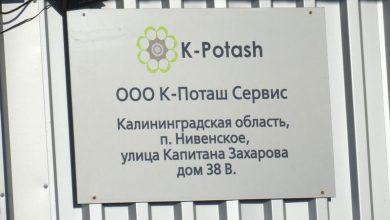 K-Potash
ООО К-Поташ Сервис
Калининградская область,
п. Нивенское,
улица Капитана Захарова
дом 38 В.